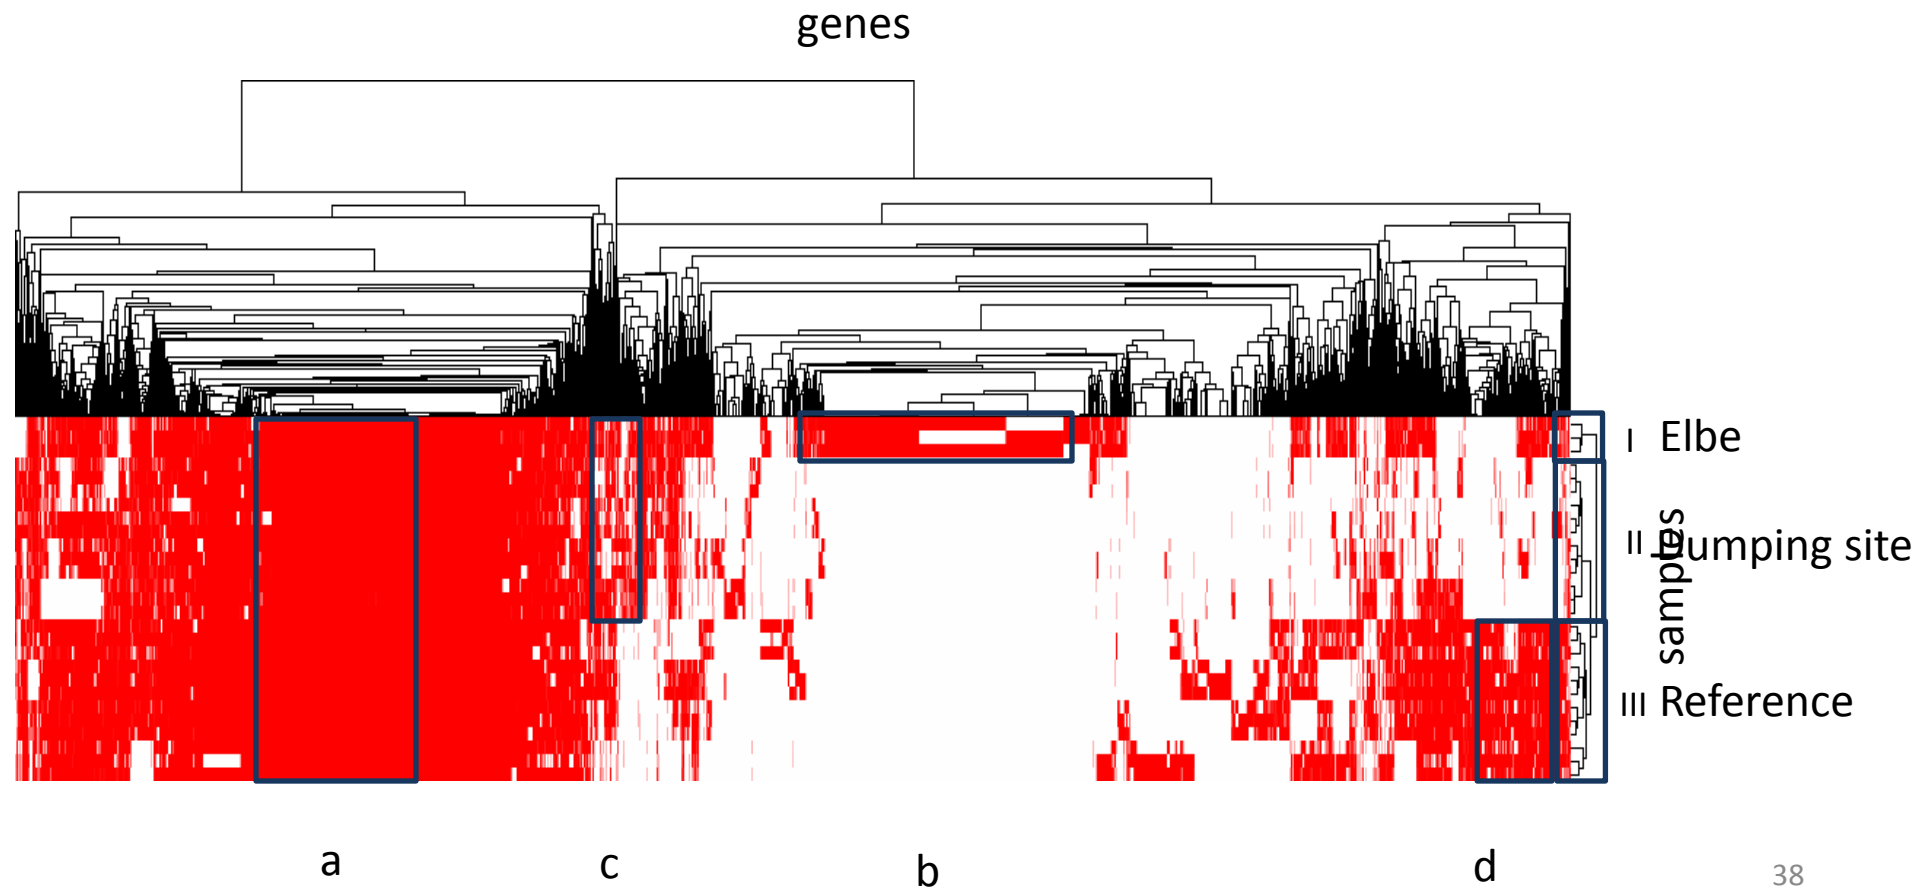 genes
I Elbe
II Dumping site
samples
III Reference
a c b d
38